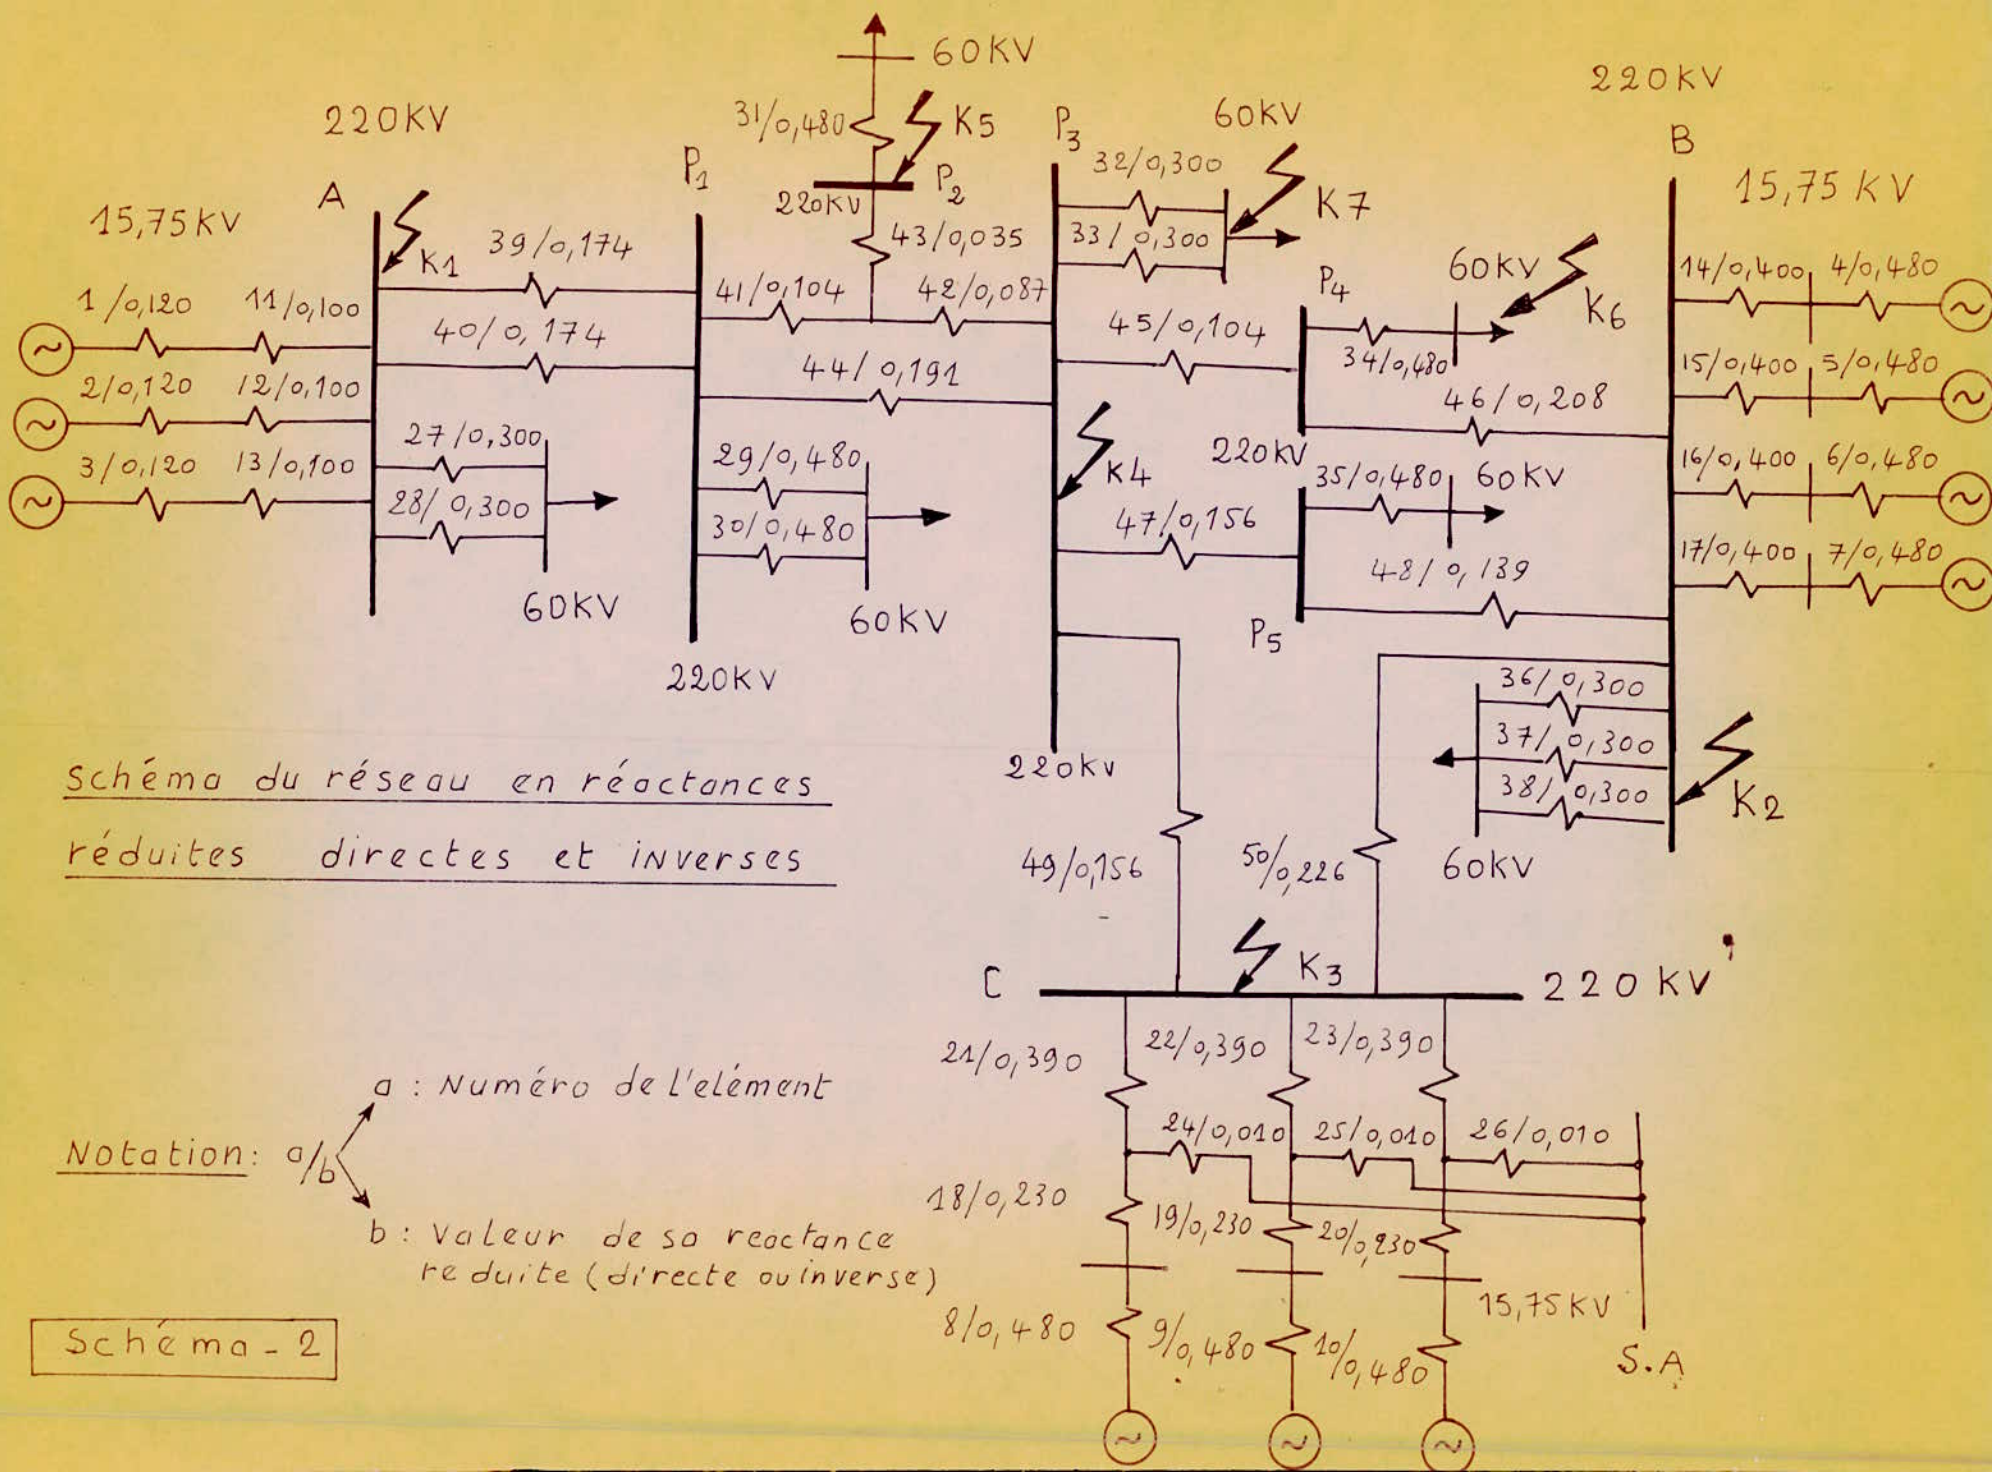 60KV
220KV
220KV
31/0,480
K5
P3
60KV
P1
B
32/0,300
A
P2
15,75 KV
220KV
K7
15,75KV
39/0,174
43/0,035
33/0,300
K1
P4
60KV
14/0,400
4/0,480
K6
1/0,120
11/0,100
41/0,104
42/0,087
40/0,174
45/0,104
34/0,480
15/0,400
5/0,480
2/0,120
12/0,100
44/0,191
46/0,208
27/0,300
29/0,480
220KV
K4
35/0,480
60KV
16/0,400
6/0,480
3/0,120
13/0,100
28/0,300
30/0,480
47/0,156
48/0,139
17/0,400
7/0,480
60KV
60KV
P5
220KV
36/0,300
37/0,300
220KV
38/0,300
K2
Schéma du réseau en réactances
réduites directes et inverses
49/0,156
50/0,226
60KV
C
K3
220 KV
21/0,390
22/0,390
23/0,390
a : Numéro de l'elément
24/0,010
25/0,010
26/0,010
Notation: a/b
18/0,230
19/0,230
20/0,230
b : Valeur de sa reactance
reduite (directe ou inverse)
15,75KV
8/0,480
9/0,480
10/0,480
S.A
Schéma - 2